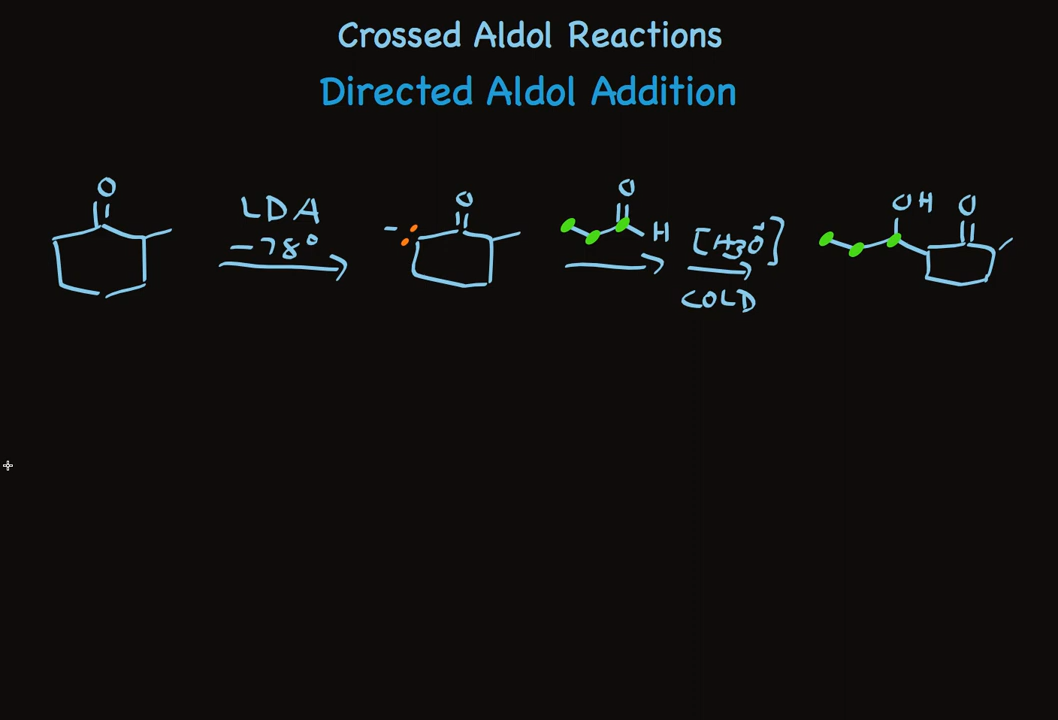 Crossed Aldol Reactions
Directed Aldol Addition
O
LDA
-78°
O
-
O
H
[H3O]
COLD
OH
O